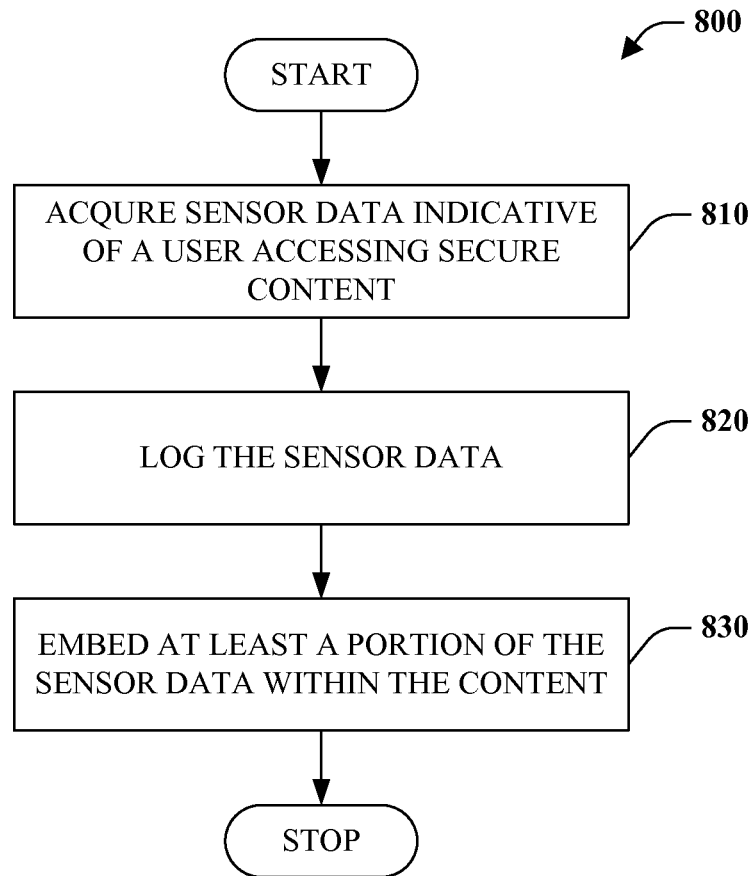 800
START
ACQURE SENSOR DATA INDICATIVE
OF A USER ACCESSING SECURE
CONTENT
810
LOG THE SENSOR DATA
820
EMBED AT LEAST A PORTION OF THE
SENSOR DATA WITHIN THE CONTENT
830
STOP